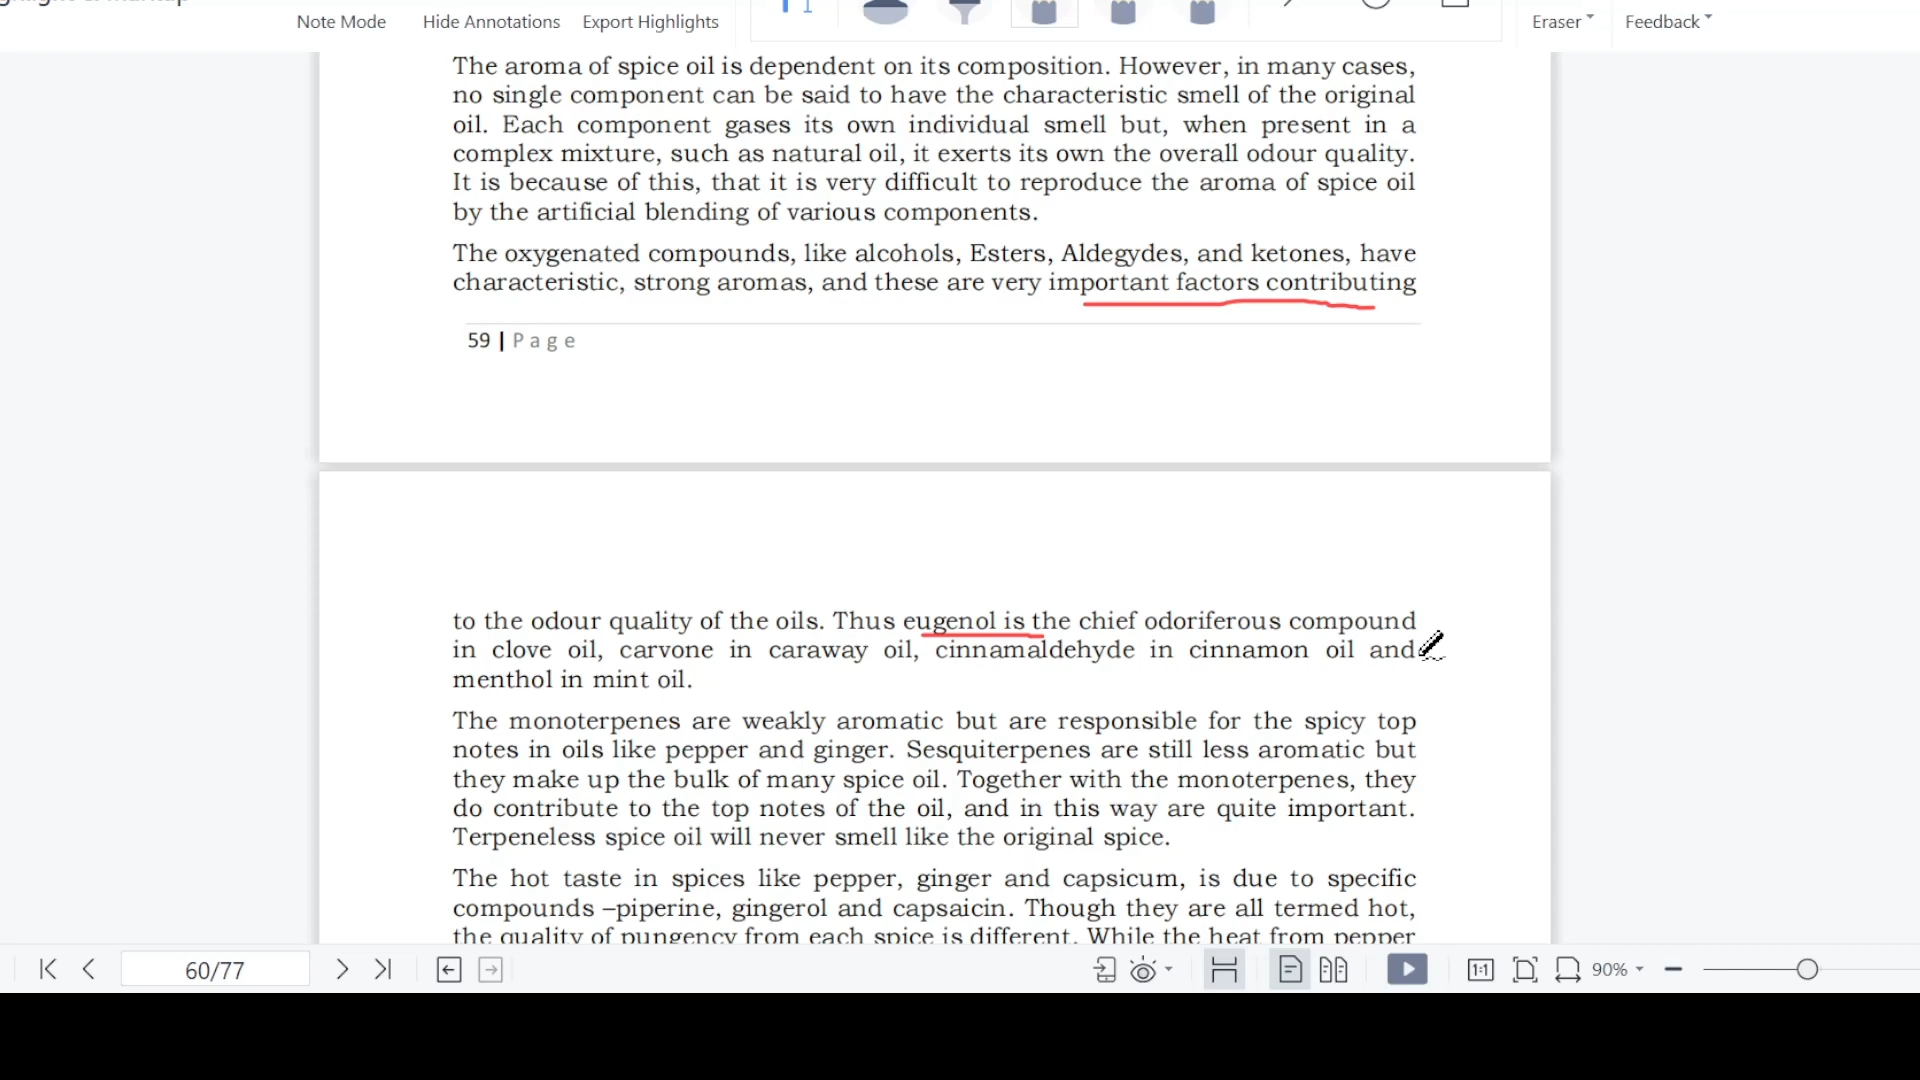 Note Mode
Hide Annotations
Export Highlights
Eraser
Feedback
The aroma of spice oil is dependent on its composition. However, in many cases,
no single component can be said to have the characteristic smell of the original
oil. Each component gases its own individual smell but, when present in a
complex mixture, such as natural oil, it exerts its own the overall odour quality.
It is because of this, that it is very difficult to reproduce the aroma of spice oil
by the artificial blending of various components.
The oxygenated compounds, like alcohols, Esters, Aldegydes, and ketones, have
characteristic, strong aromas, and these are very important factors contributing
59 | Page
to the odour quality of the oils. Thus eugenol is the chief odoriferous compound
in clove oil, carvone in caraway oil, cinnamaldehyde in cinnamon oil and
menthol in mint oil.
The monoterpenes are weakly aromatic but are responsible for the spicy top
notes in oils like pepper and ginger. Sesquiterpenes are still less aromatic but
they make up the bulk of many spice oil. Together with the monoterpenes, they
do contribute to the top notes of the oil, and in this way are quite important.
Terpeneless spice oil will never smell like the original spice.
The hot taste in spices like pepper, ginger and capsicum, is due to specific
compounds –piperine, gingerol and capsaicin. Though they are all termed hot,
the quality of pungency from each spice is different. While the heat from pepper
60/77
1:1
90%